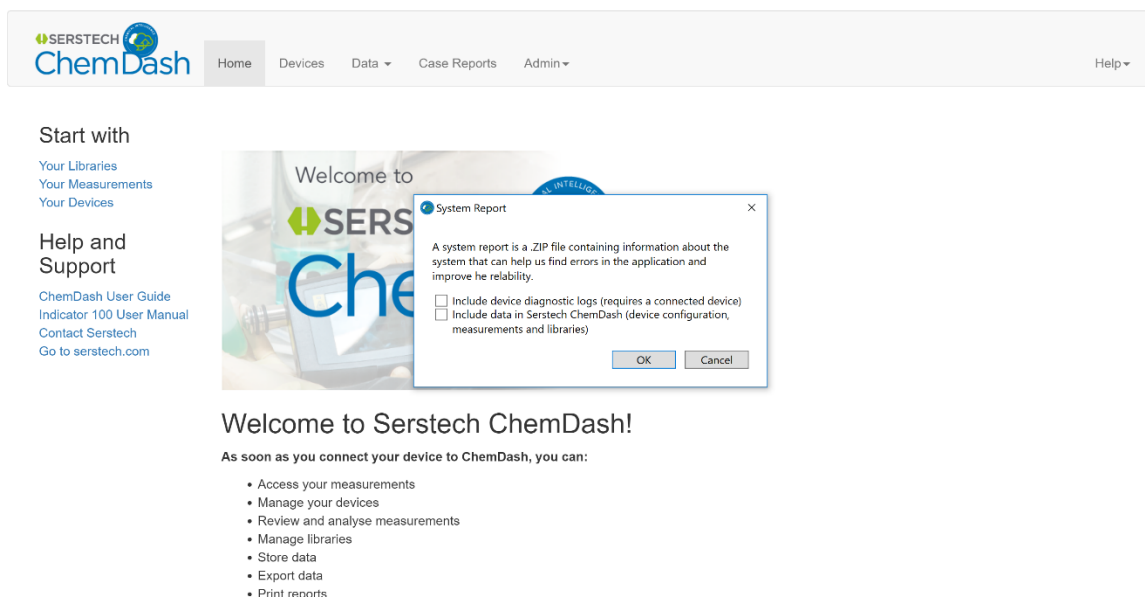 SERSTECH
ChemDash
Home
Devices
Data
Case Reports
Admin
Help
Start with
Your Libraries
Your Measurements
Your Devices
Help and
Support
ChemDash User Guide
Indicator 100 User Manual
Contact Serstech
Go to serstech.com
Welcome to
SERS
Che
System Report
A system report is a .ZIP file containing information about the
system that can help us find errors in the application and
improve he relability.
Include device diagnostic logs (requires a connected device)
Include data in Serstech ChemDash (device configuration,
measurements and libraries)
OK
Cancel
Welcome to Serstech ChemDash!
As soon as you connect your device to ChemDash, you can:
• Access your measurements
• Manage your devices
• Review and analyse measurements
• Manage libraries
• Store data
• Export data
• Print reports